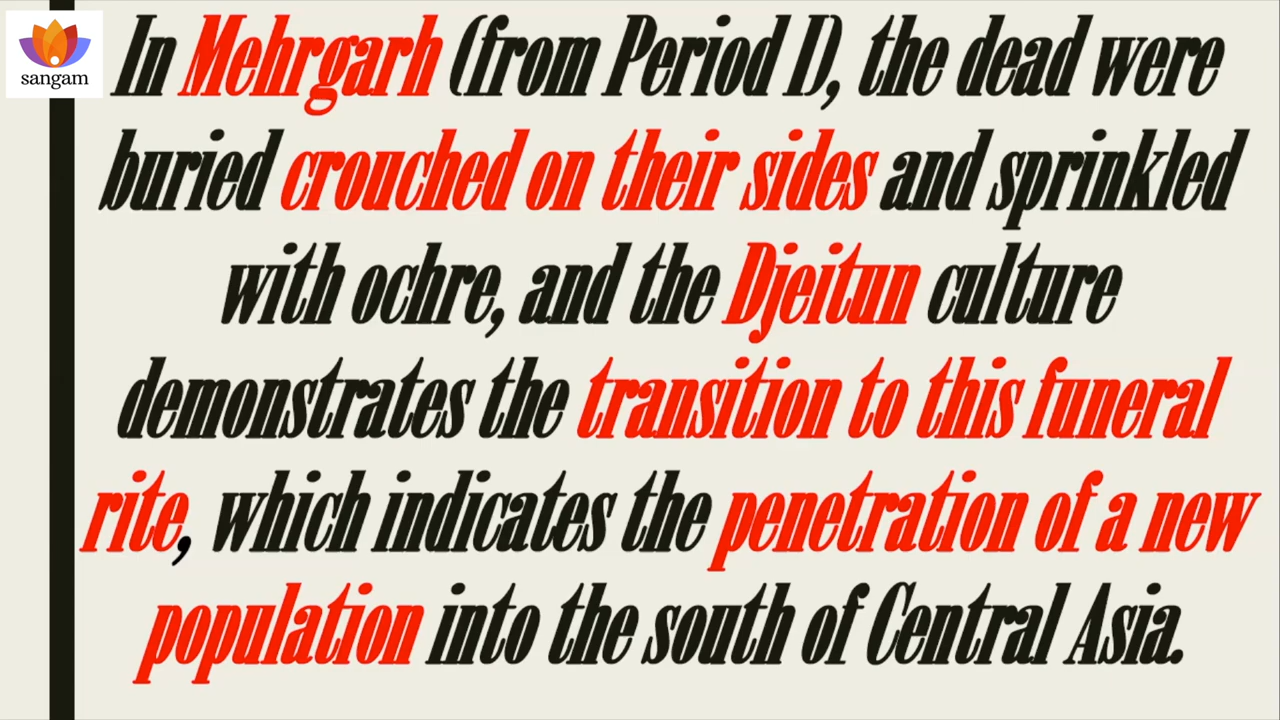 sangam
In Mehrgarh (from Period I), the dead were
buried crouched on their sides and sprinkled
with ochre, and the Djeitun culture
demonstrates the transition to this funeral
rite, which indicates the penetration of a new
population into the south of Central Asia.